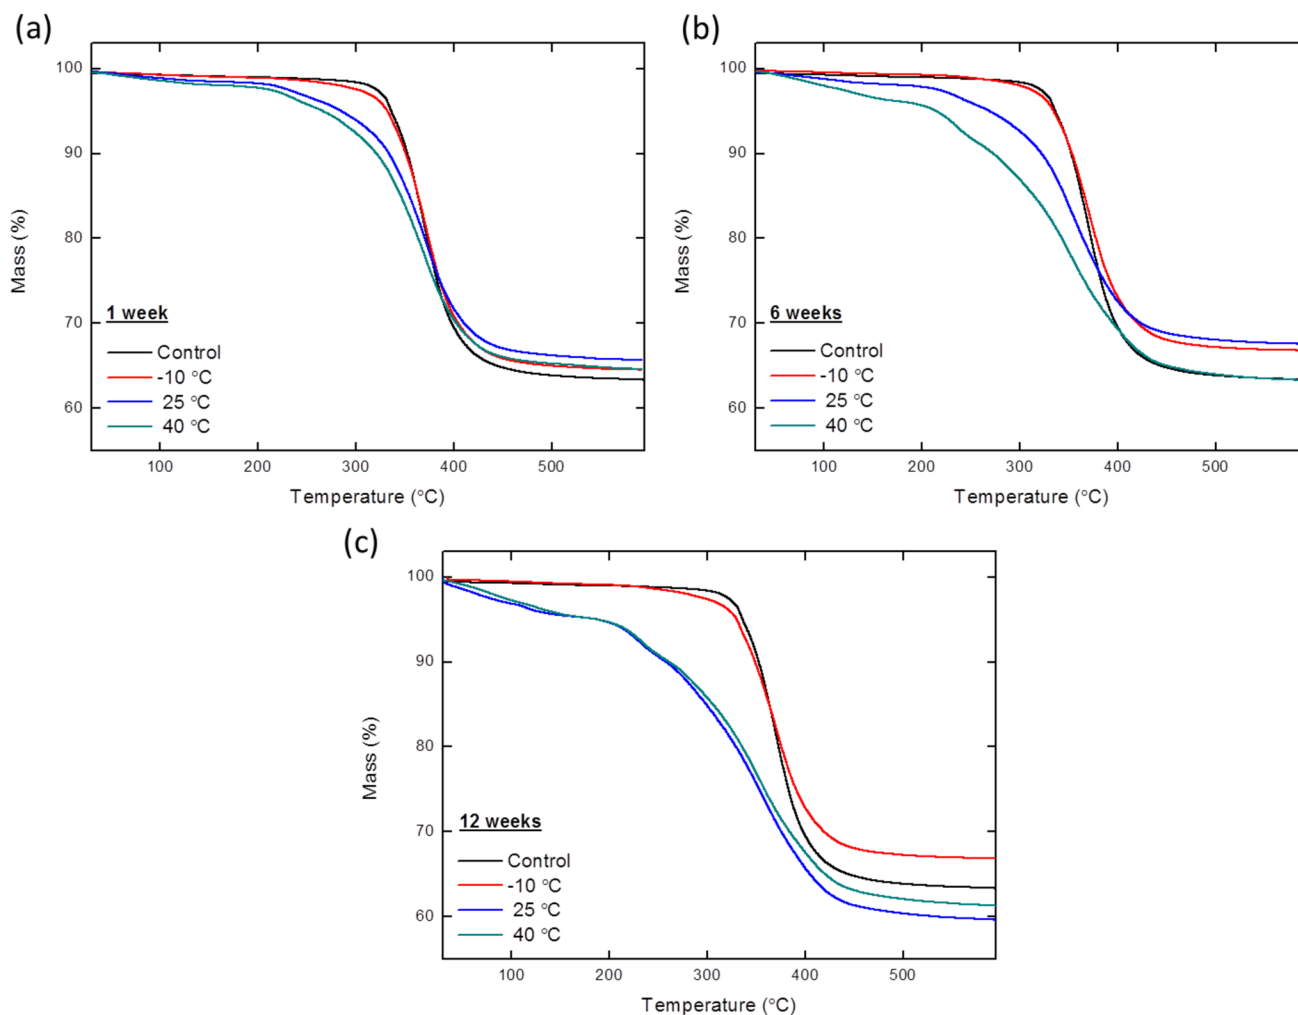 (a)
100
90
80
70
60
Mass (%)
1 week
Control
-10 °C
25 °C
40 °C
100 200 300 400 500
Temperature (°C)
(b)
100
90
80
70
60
Mass (%)
6 weeks
Control
-10 °C
25 °C
40 °C
100 200 300 400 500
Temperature (°C)
(c)
100
90
80
70
60
Mass (%)
12 weeks
Control
-10 °C
25 °C
40 °C
100 200 300 400 500
Temperature (°C)